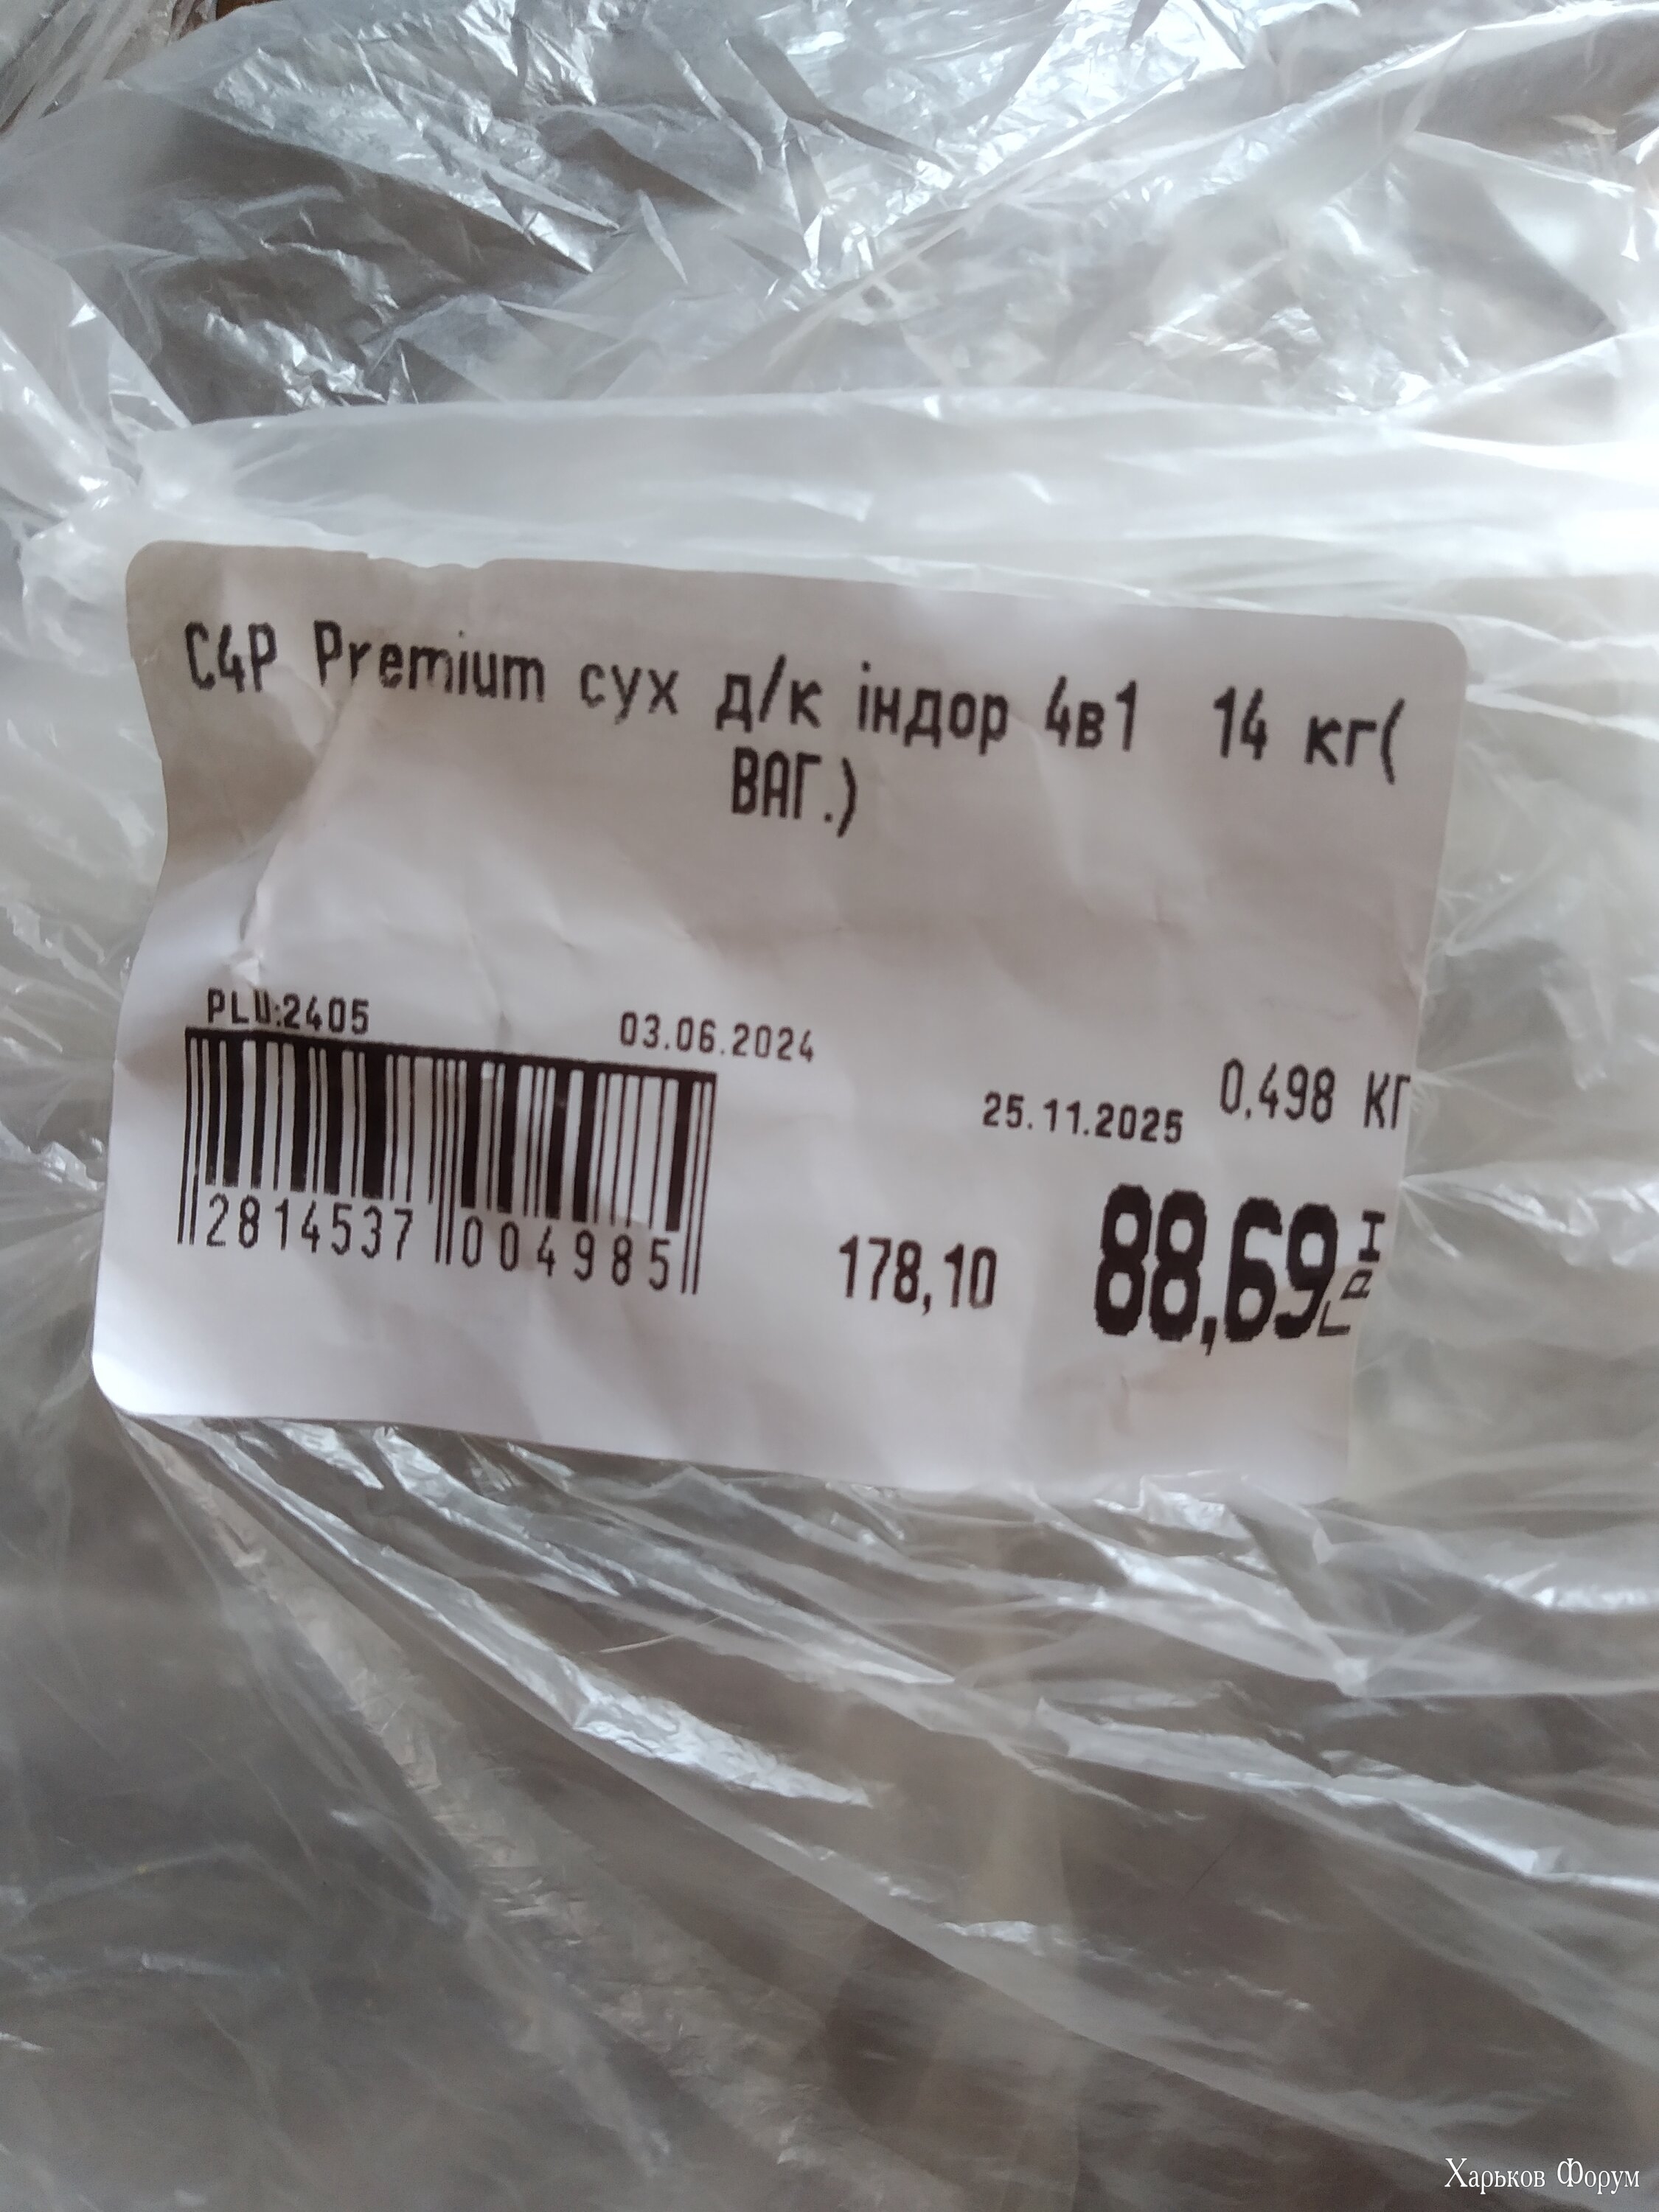 C4P Premium сух д/к індор 4в1 14 кг(
ВАГ.)
PLU:2405
03.06.2024
25.11.2025
0.498 КГ
2814537 004985
178,10
88,69 ГРН
Харьков Форум